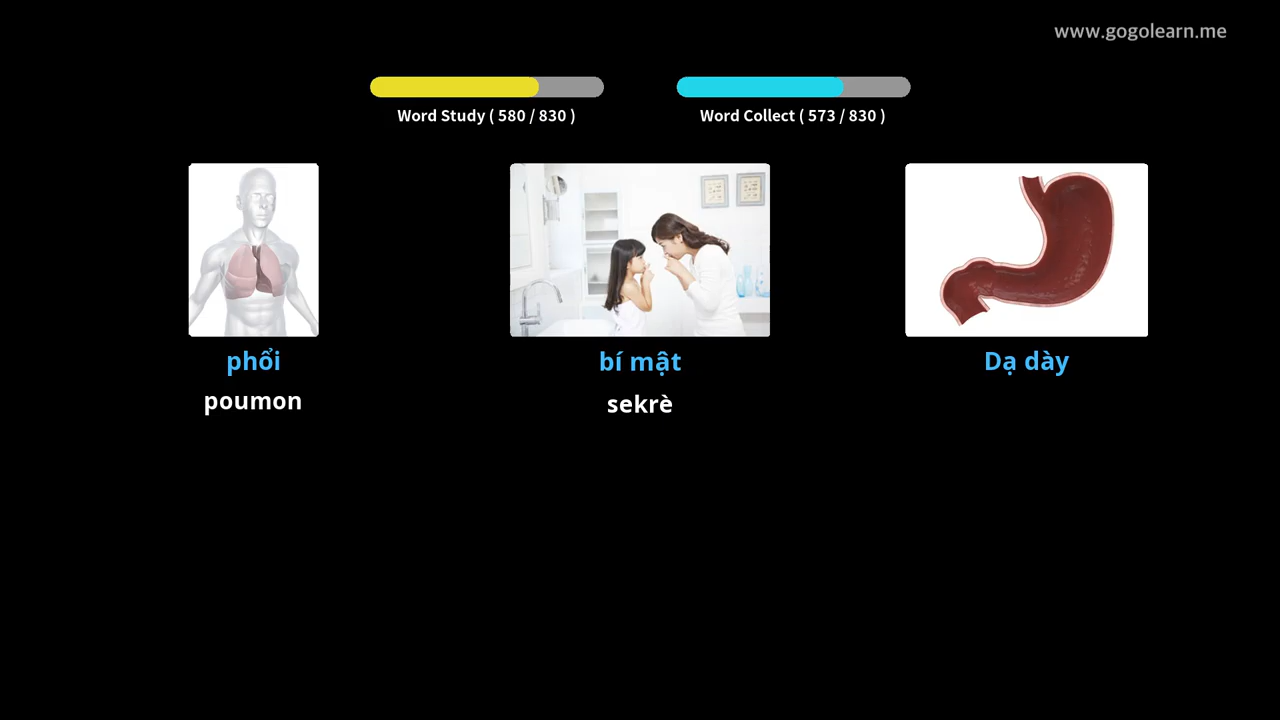 www.gogolearn.me
Word Study ( 580 / 830 )
Word Collect ( 573 / 830 )
phổi
bí mật
Dạ dày
poumon
sekrè